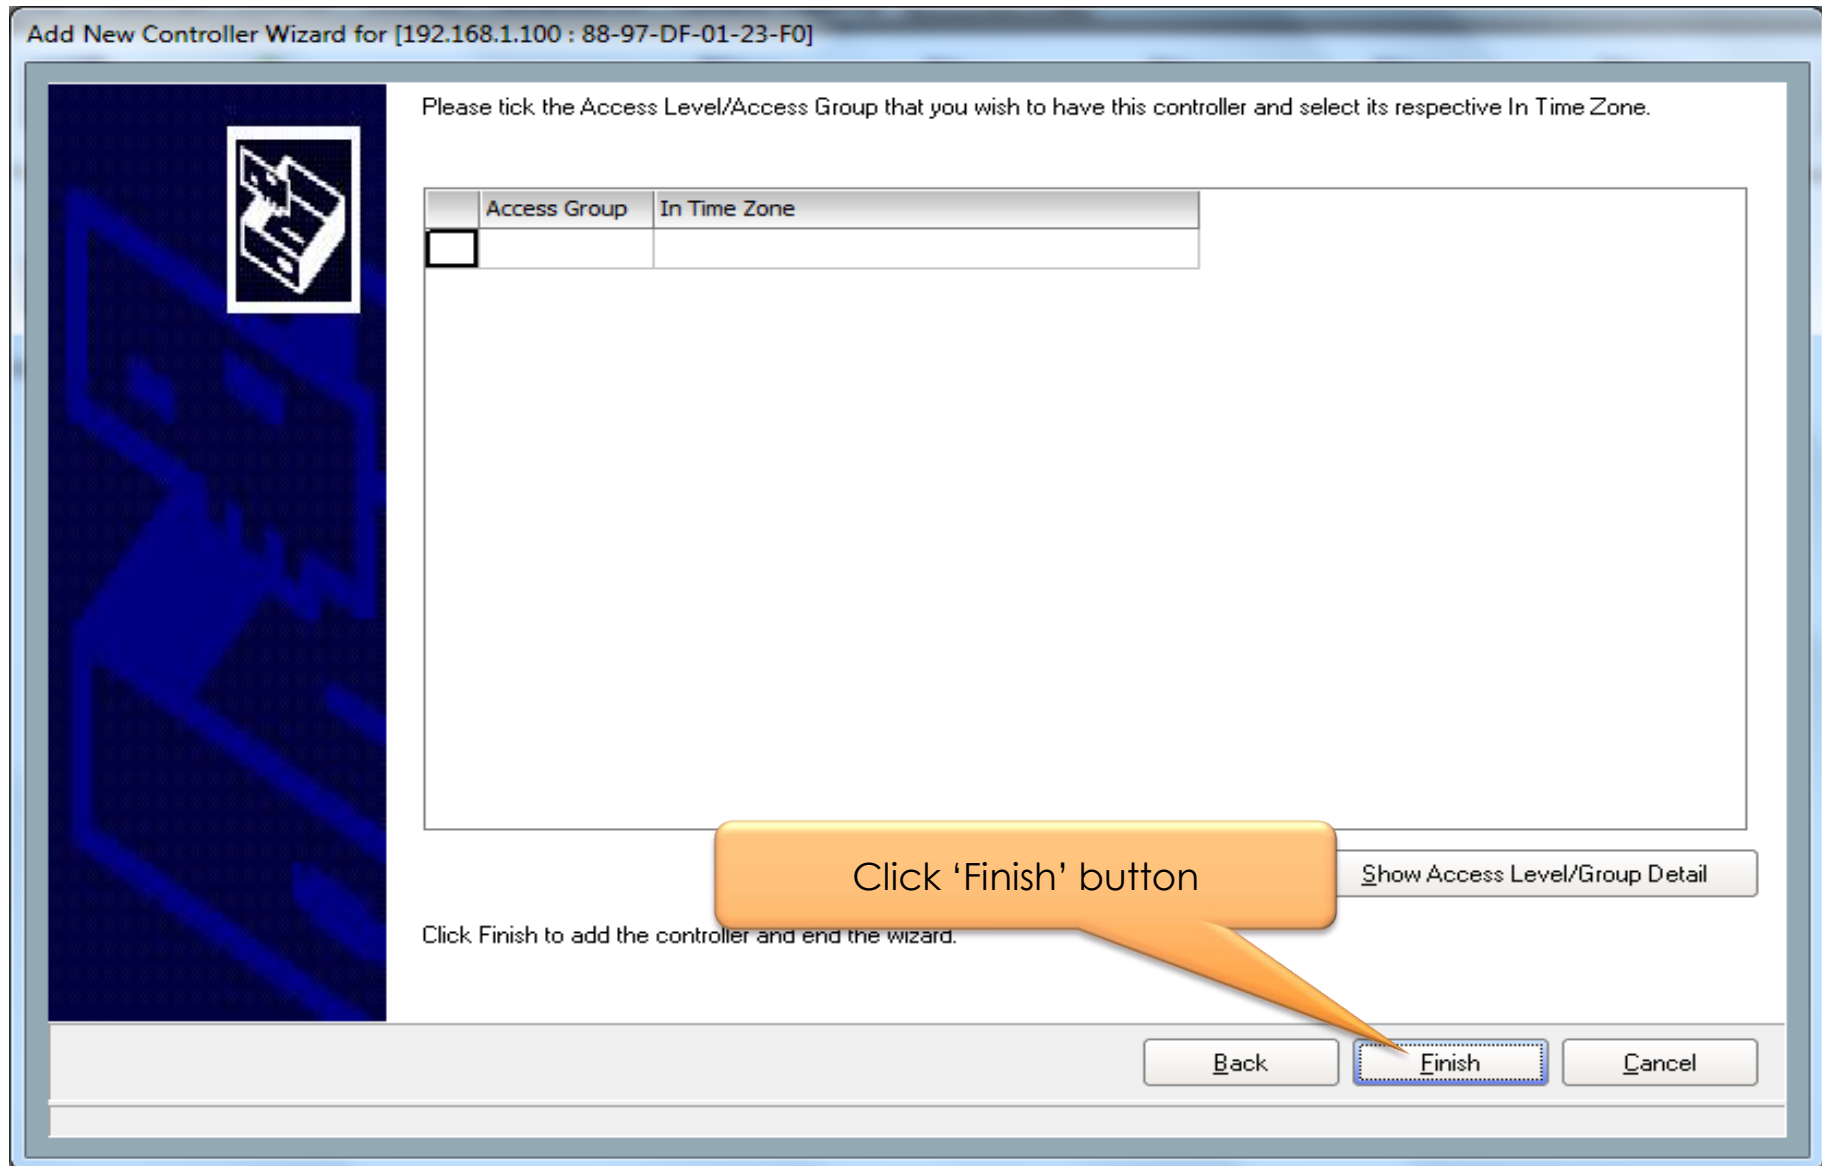 Add New Controller Wizard for [192.168.1.100 : 88-97-DF-01-23-F0]
Please tick the Access Level/Access Group that you wish to have this controller and select its respective In Time Zone.
Access Group In Time Zone
Click ‘Finish’ button
Show Access Level/Group Detail
Click Finish to add the controller and end the wizard.
Back Finish Cancel